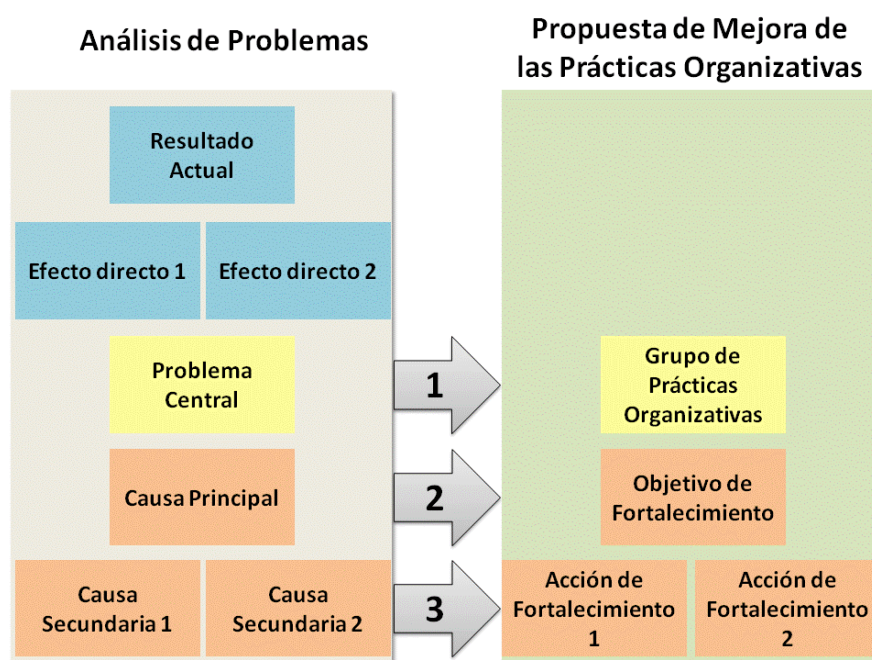 Análisis de Problemas
Propuesta de Mejora de
las Prácticas Organizativas
Resultado
Actual
Efecto directo 1
Efecto directo 2
Problema
Central
1
Grupo de
Prácticas
Organizativas
Causa Principal
2
Objetivo de
Fortalecimiento
Causa
Secundaria 1
Causa
Secundaria 2
3
Acción de
Fortalecimiento
1
Acción de
Fortalecimiento
2